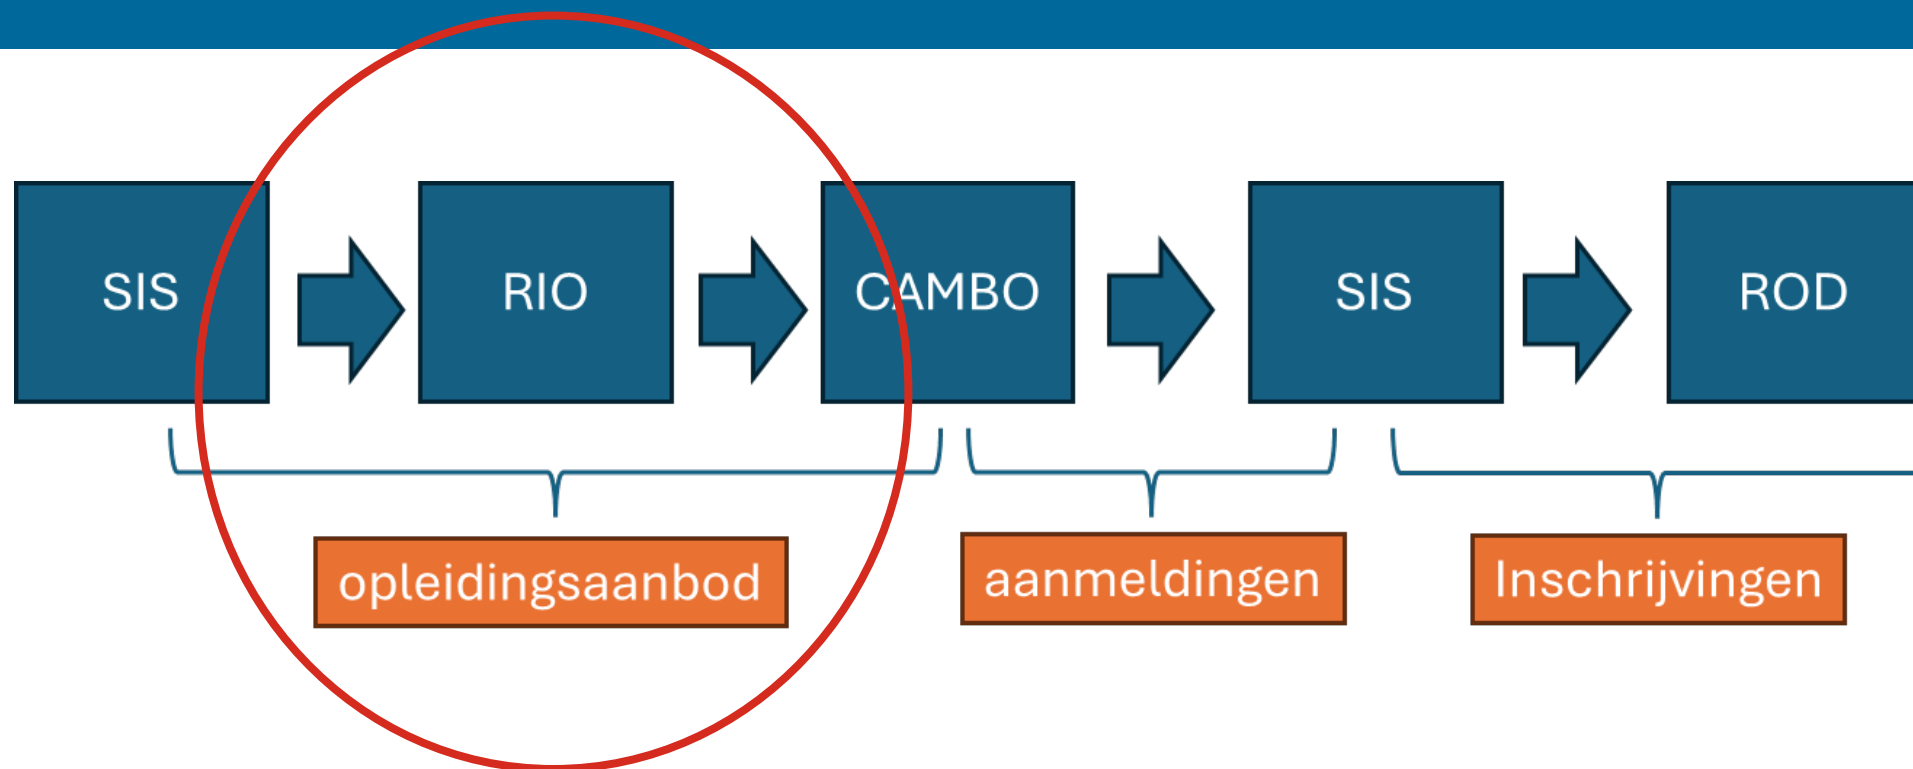 SIS
RIO
CAMBO
SIS
ROD
opleidingsaanbod
aanmeldingen
Inschrijvingen